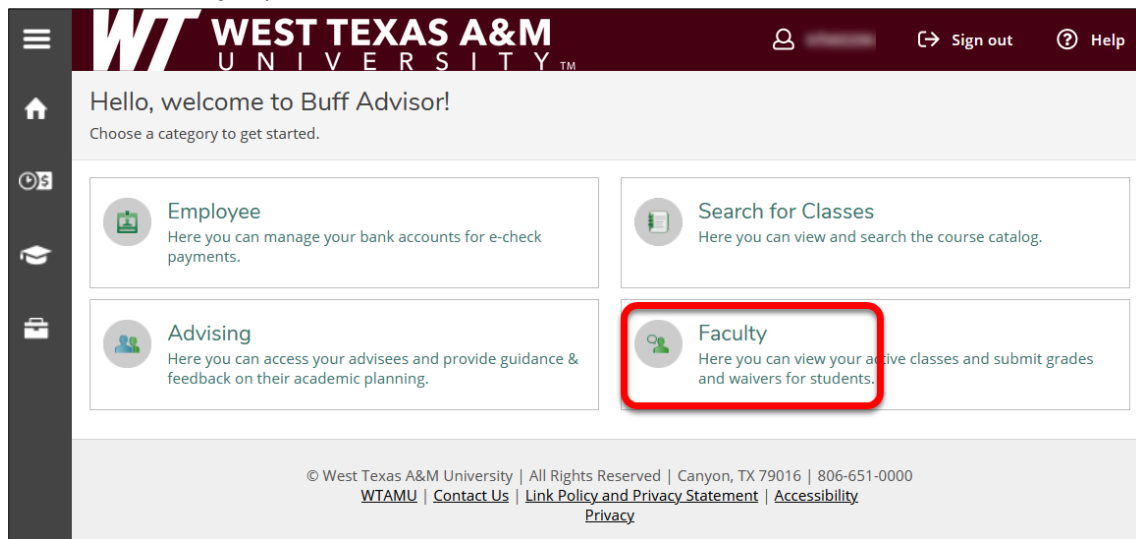 WT WEST TEXAS A&M
UNIVERSITY TM
Sign out
Help
Hello, welcome to Buff Advisor!
Choose a category to get started.
Employee
Here you can manage your bank accounts for e-check
payments.
Search for Classes
Here you can view and search the course catalog.
Advising
Here you can access your advisees and provide guidance &
feedback on their academic planning.
Faculty
Here you can view your active classes and submit grades
and waivers for students.
© West Texas A&M University | All Rights Reserved | Canyon, TX 79016 | 806-651-0000
WTAMU | Contact Us | Link Policy and Privacy Statement | Accessibility
Privacy